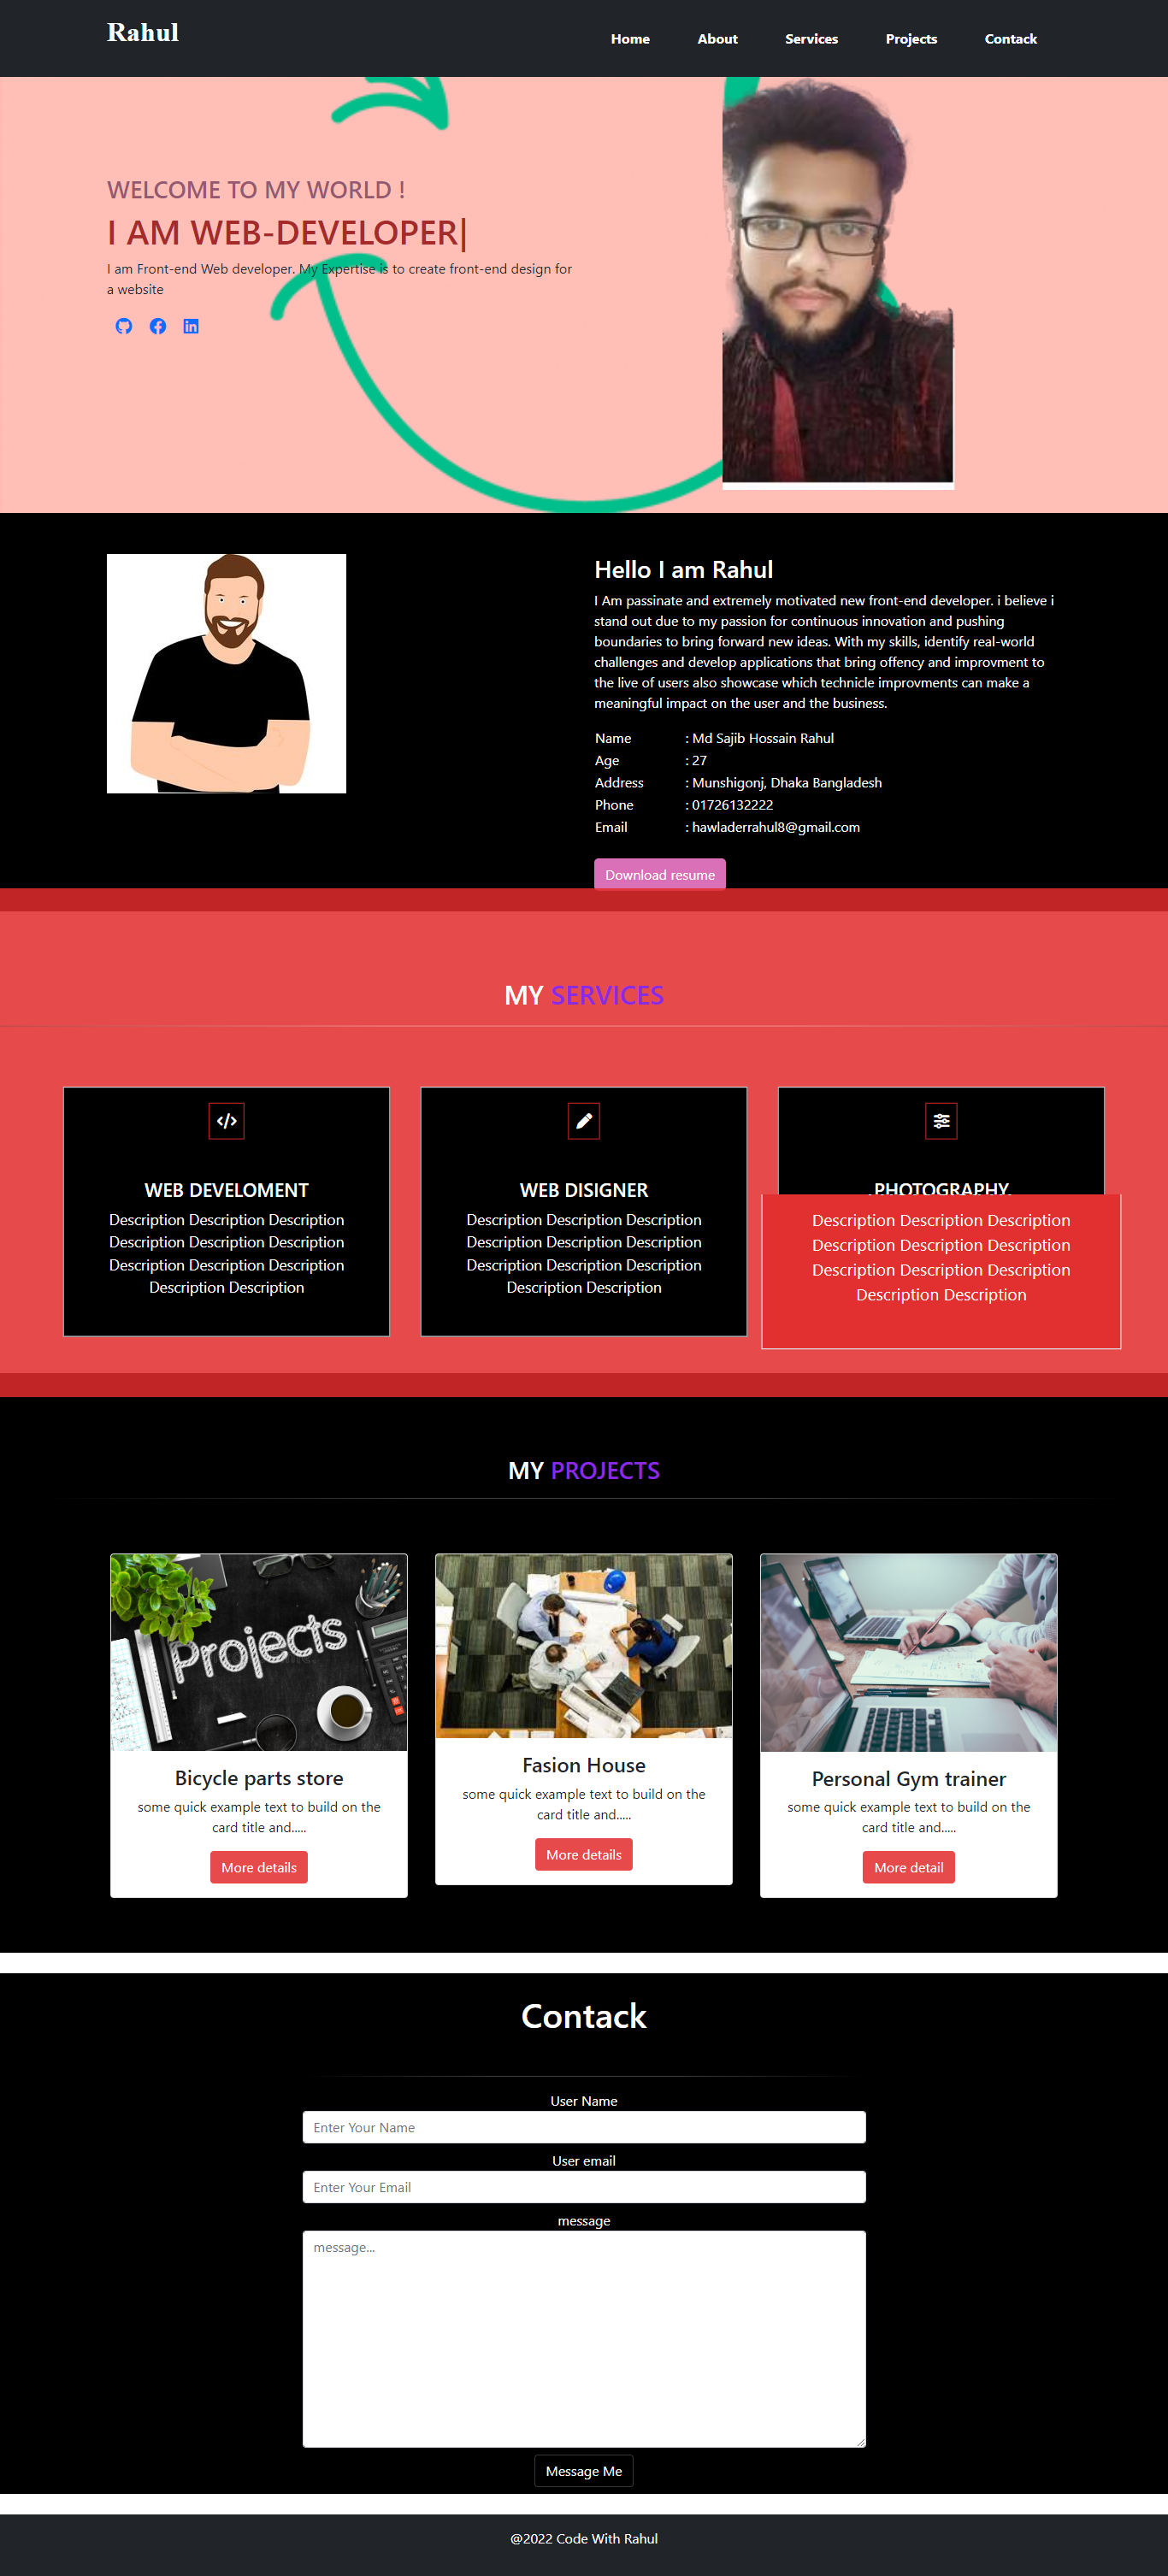 Rahul
Home About Services Projects Contack
WELCOME TO MY WORLD !
I AM WEB-DEVELOPER|
I am Front-end Web developer. My Expertise is to create front-end design for
a website
Hello I am Rahul
I Am passinate and extremely motivated new front-end developer. i believe i
stand out due to my passion for continuous innovation and pushing
boundaries to bring forward new ideas. With my skills, identify real-world
challenges and develop applications that bring offency and improvment to
the live of users also showcase which technicle improvments can make a
meaningful impact on the user and the business.
Name : Md Sajib Hossain Rahul
Age : 27
Address : Munshigonj, Dhaka Bangladesh
Phone : 01726132222
Email : hawladerrahul8@gmail.com
Download resume
MY SERVICES
WEB DEVELOMENT
Description Description Description
Description Description Description
Description Description Description
Description Description
WEB DISIGNER
Description Description Description
Description Description Description
Description Description Description
Description Description
PHOTOGRAPHY
Description Description Description
Description Description Description
Description Description Description
Description Description
MY PROJECTS
Projects
Bicycle parts store
some quick example text to build on the
card title and.....
More details
Fasion House
some quick example text to build on the
card title and.....
More details
Personal Gym trainer
some quick example text to build on the
card title and.....
More detail
Contack
User Name
Enter Your Name
User email
Enter Your Email
message
message...
Message Me
@2022 Code With Rahul